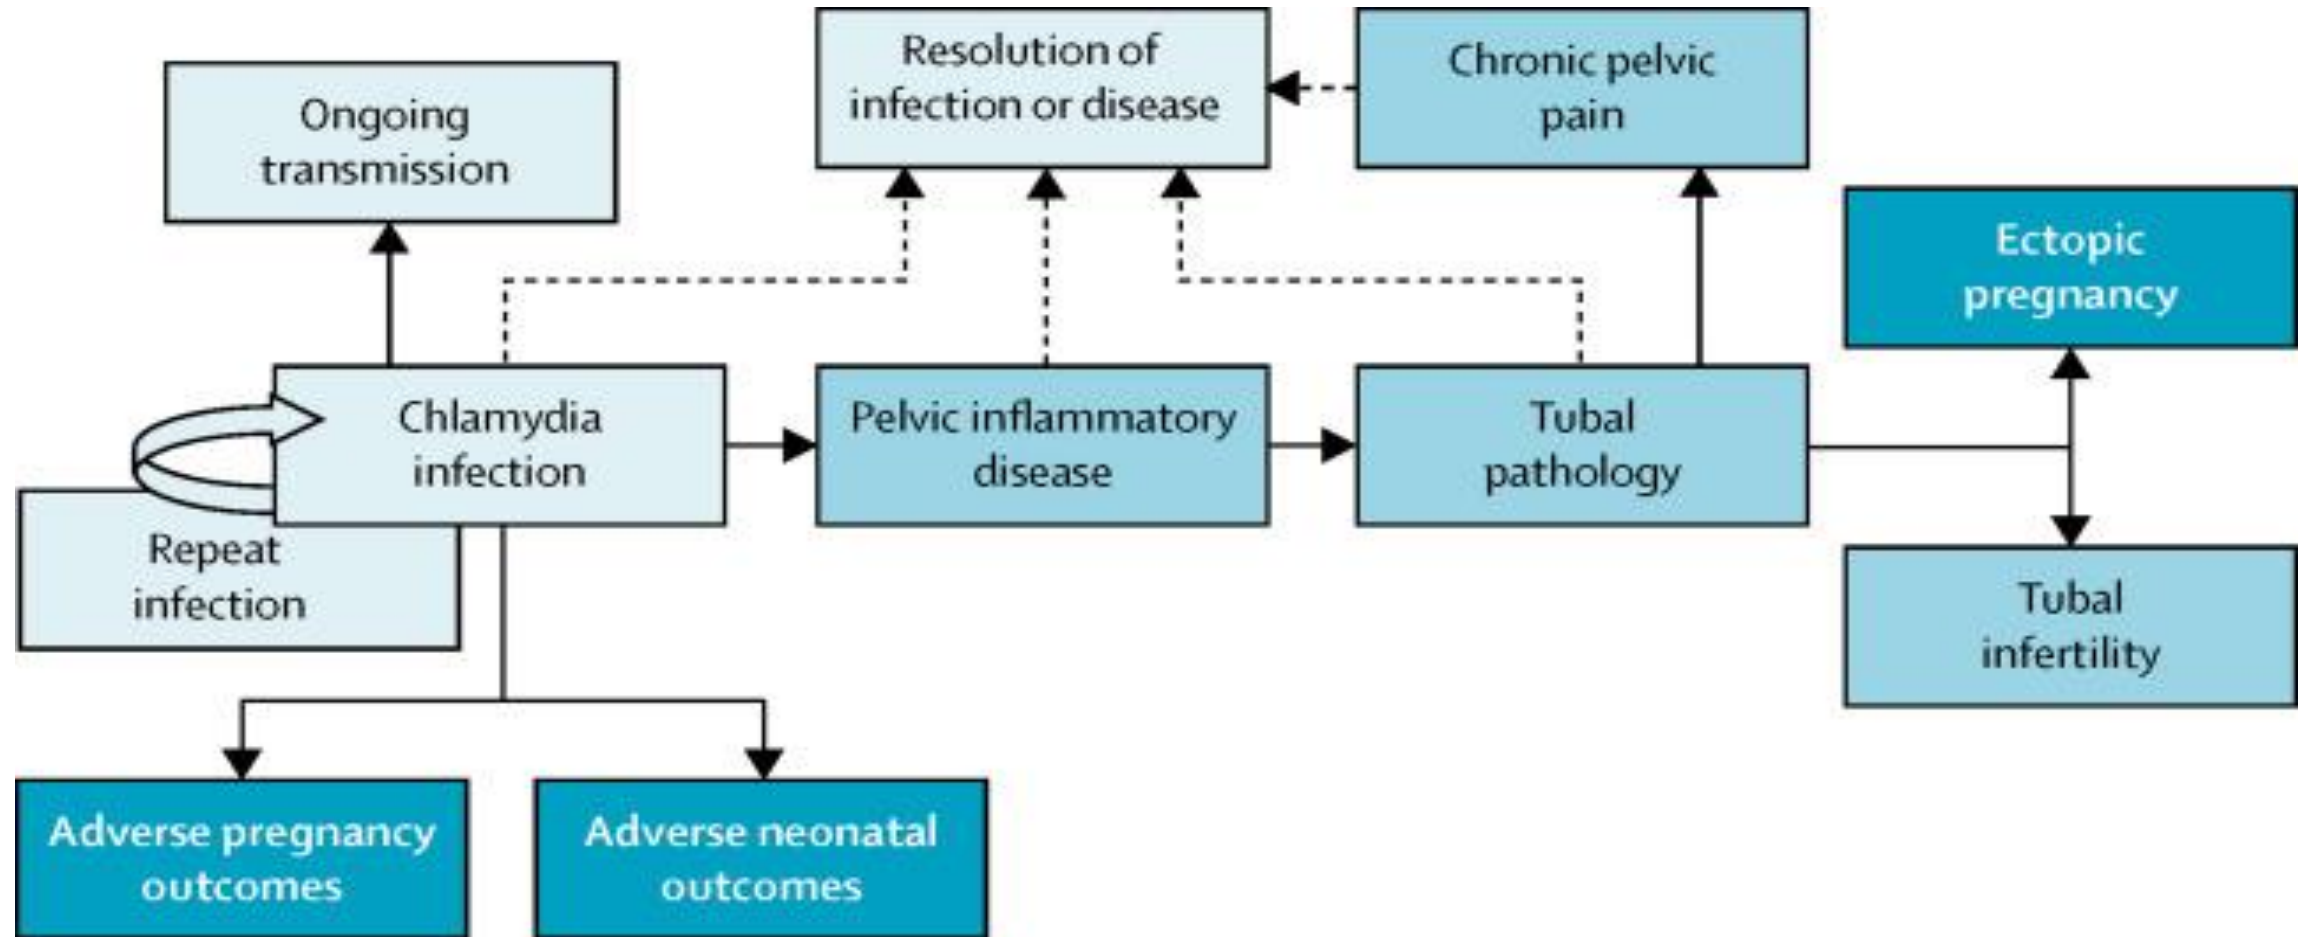 Resolution of
infection or disease
Chronic pelvic
pain
Ongoing
transmission
Ectopic
pregnancy
Chlamydia
infection
Pelvic inflammatory
disease
Tubal
pathology
Repeat
infection
Tubal
infertility
Adverse pregnancy
outcomes
Adverse neonatal
outcomes